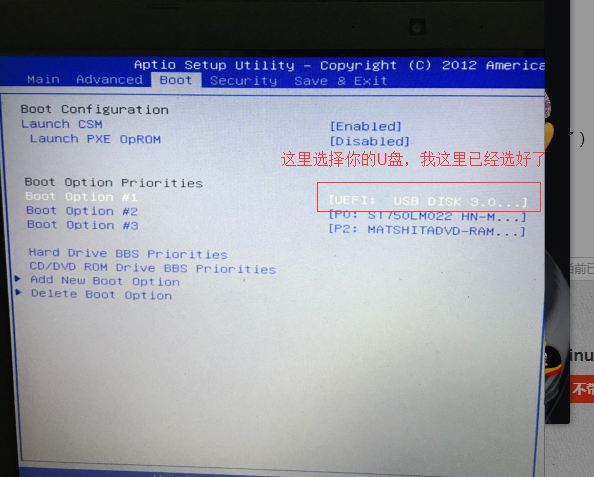 Aptio Setup Utility - Copyright (C) 2012 America
Main Advanced Boot Security Save & Exit
Boot Configuration
Launch CSM [Enabled]
Launch PXE OpROM [Disabled]
这里选择你的U盘，我这里已经选好了
Boot Option Priorities
Boot Option #1 [UEFI: USB DISK 3.0...]
Boot Option #2 [P0: ST750LM022 HN-M...]
Boot Option #3 [P2: MATSHITADVD-RAM...]
Hard Drive BBS Priorities
CD/DVD ROM Drive BBS Priorities
Add New Boot Option
Delete Boot Option
当前已
inu
不带